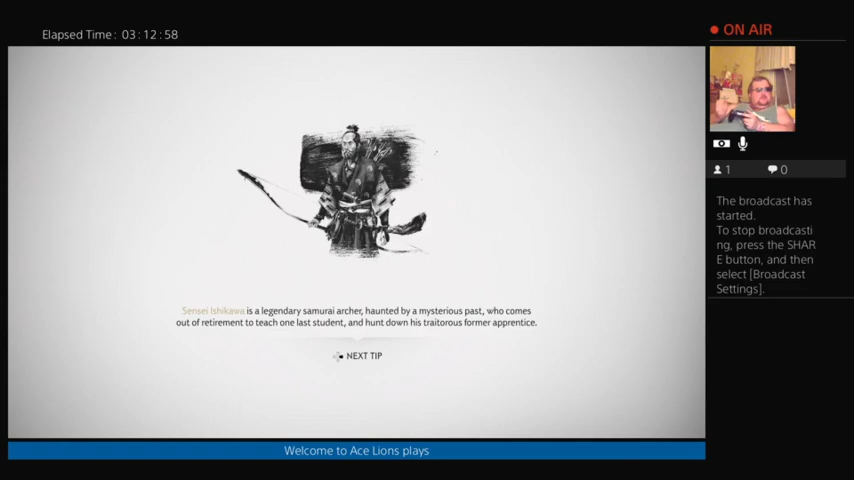 Elapsed Time: 03:12:58
ON AIR
1 0
The broadcast has
started.
To stop broadcasti
ng, press the SHAR
E button, and then
select [Broadcast
Settings].
Sensei Ishikawa is a legendary samurai archer, haunted by a mysterious past, who comes
out of retirement to teach one last student, and hunt down his traitorous former apprentice.
NEXT TIP
Welcome to Ace Lions plays